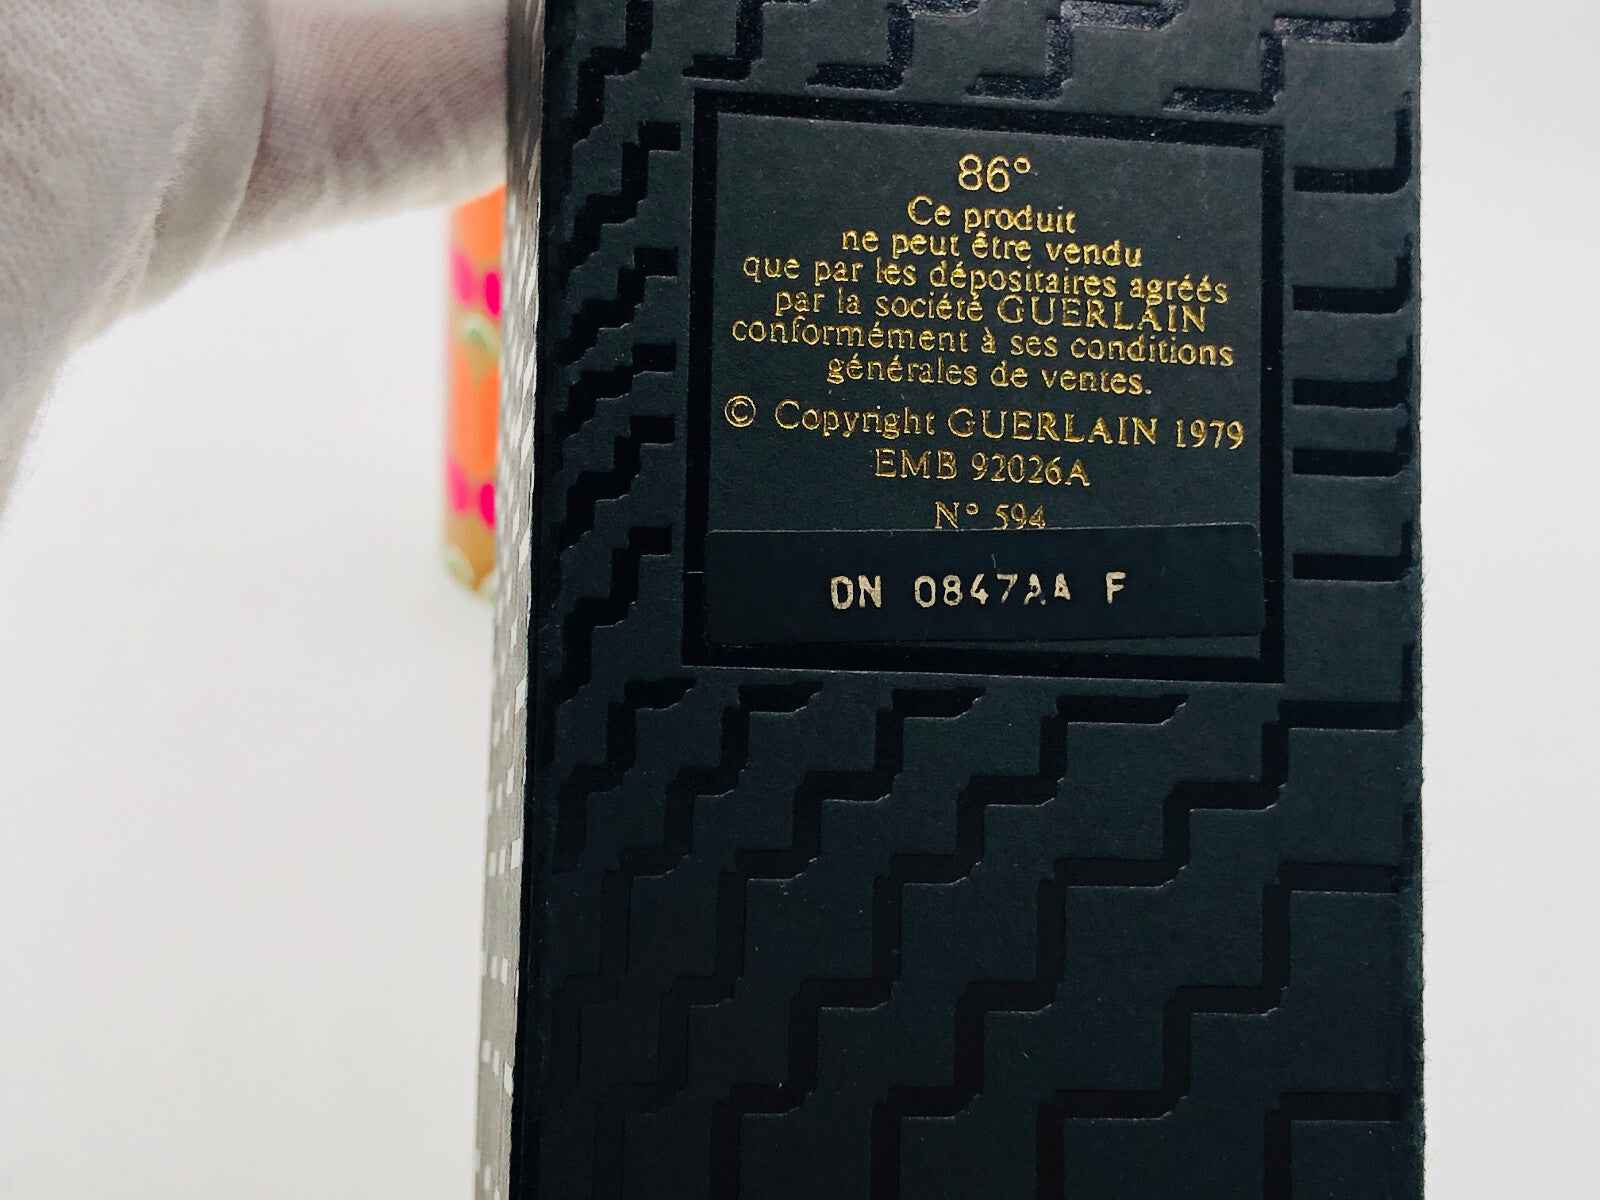 86°
Ce produit
ne peut être vendu
que par les dépositaires agréés
par la société GUERLAIN
conformément à ses conditions
générales de ventes.
© Copyright GUERLAIN 1979
EMB 92026A
N° 594
DN 0847AA F